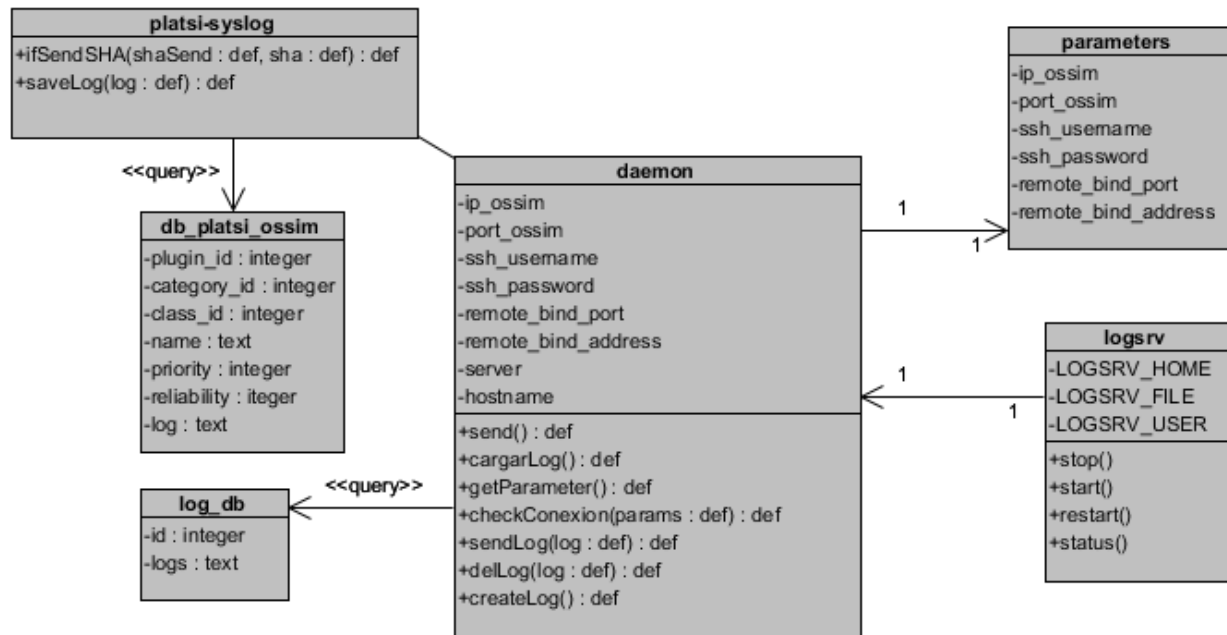 platsi-syslog
+ifSendSHA(shaSend : def, sha : def) : def
+saveLog(log : def) : def
<<query>>
db_platsi_ossim
-plugin_id : integer
-category_id : integer
-class_id : integer
-name : text
-priority : integer
-reliability : iteger
-log : text
log_db
-id : integer
-logs : text
<<query>>
daemon
-ip_ossim
-port_ossim
-ssh_username
-ssh_password
-remote_bind_port
-remote_bind_address
-server
-hostname
+send() : def
+cargarLog() : def
+getParameter() : def
+checkConexion(params : def) : def
+sendLog(log : def) : def
+delLog(log : def) : def
+createLog() : def
1
1
parameters
-ip_ossim
-port_ossim
-ssh_username
-ssh_password
-remote_bind_port
-remote_bind_address
1
1
logsrv
-LOGSRV_HOME
-LOGSRV_FILE
-LOGSRV_USER
+stop()
+start()
+restart()
+status()